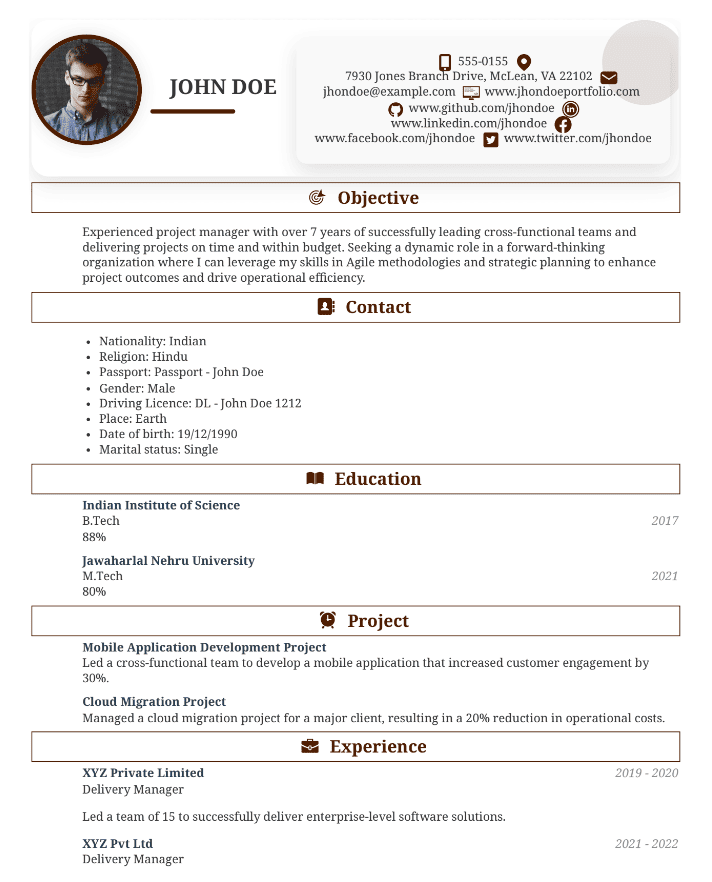 JOHN DOE
555-0155
7930 Jones Branch Drive, McLean, VA 22102
jhondoe@example.com www.jhondoeportfolio.com
www.github.com/jhondoe
www.linkedin.com/jhondoe
www.facebook.com/jhondoe www.twitter.com/jhondoe
Objective
Experienced project manager with over 7 years of successfully leading cross-functional teams and
delivering projects on time and within budget. Seeking a dynamic role in a forward-thinking
organization where I can leverage my skills in Agile methodologies and strategic planning to enhance
project outcomes and drive operational efficiency.
Contact
• Nationality: Indian
• Religion: Hindu
• Passport: Passport - John Doe
• Gender: Male
• Driving Licence: DL - John Doe 1212
• Place: Earth
• Date of birth: 19/12/1990
• Marital status: Single
Education
Indian Institute of Science
B.Tech 2017
88%
Jawaharlal Nehru University
M.Tech 2021
80%
Project
Mobile Application Development Project
Led a cross-functional team to develop a mobile application that increased customer engagement by
30%.
Cloud Migration Project
Managed a cloud migration project for a major client, resulting in a 20% reduction in operational costs.
Experience
XYZ Private Limited 2019 - 2020
Delivery Manager
Led a team of 15 to successfully deliver enterprise-level software solutions.
XYZ Pvt Ltd 2021 - 2022
Delivery Manager